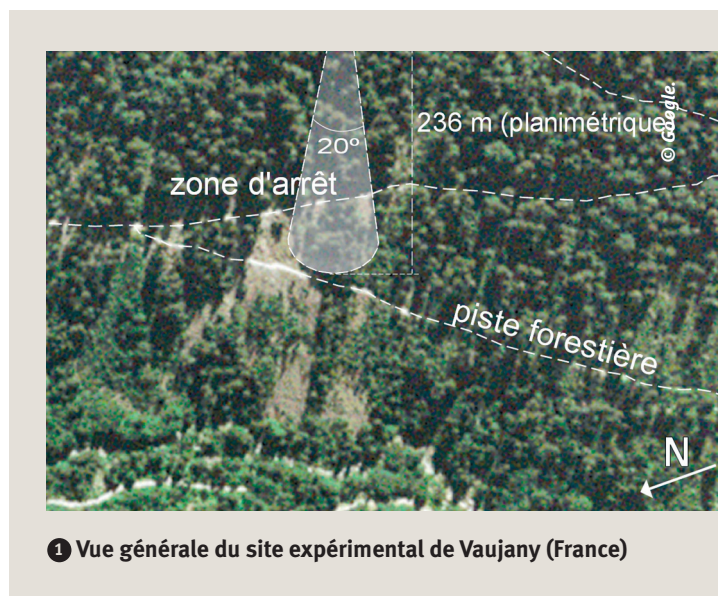 236 m (planimétrique)
© Google.
20°
zone d'arrêt
piste forestière
N
1 Vue générale du site expérimental de Vaujany (France)